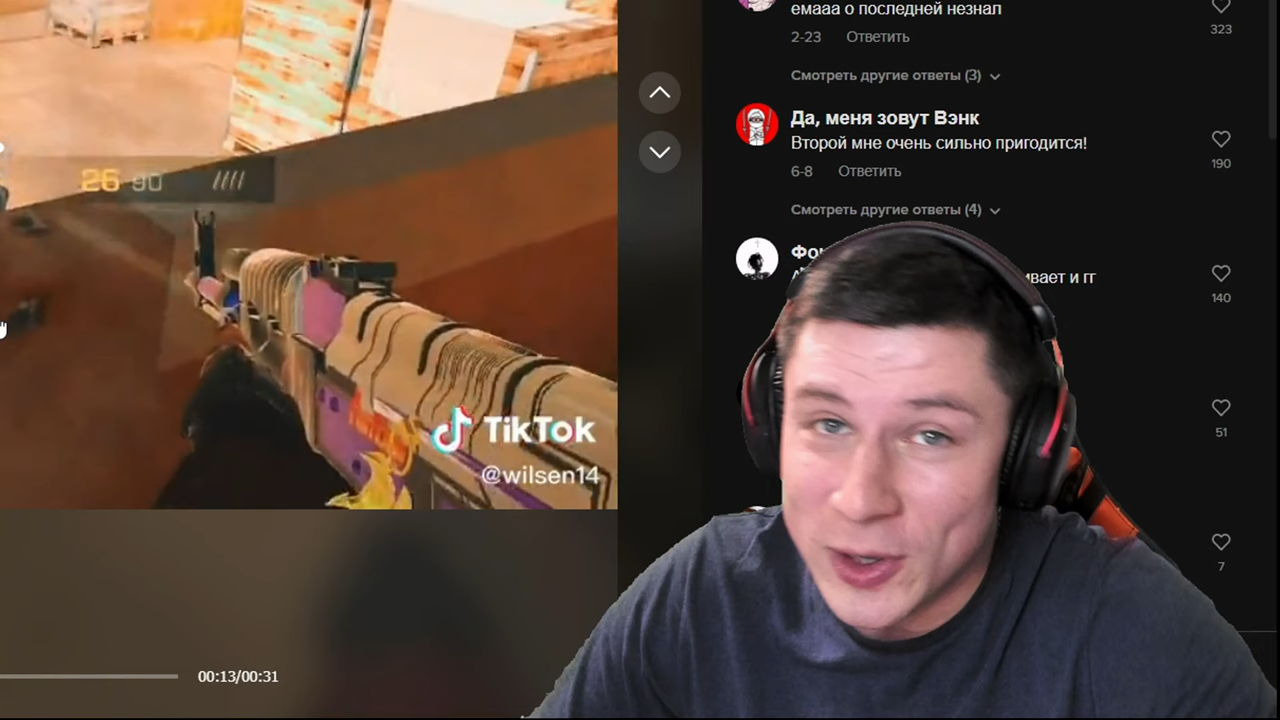 26 90
TikTok
@wilsen14
00:13/00:31
емааа о последней незнал
2-23 Ответить
323
Смотреть другие ответы (3)
Да, меня зовут Вэнк
Второй мне очень сильно пригодится!
6-8 Ответить
190
Смотреть другие ответы (4)
и гг
140
51
7